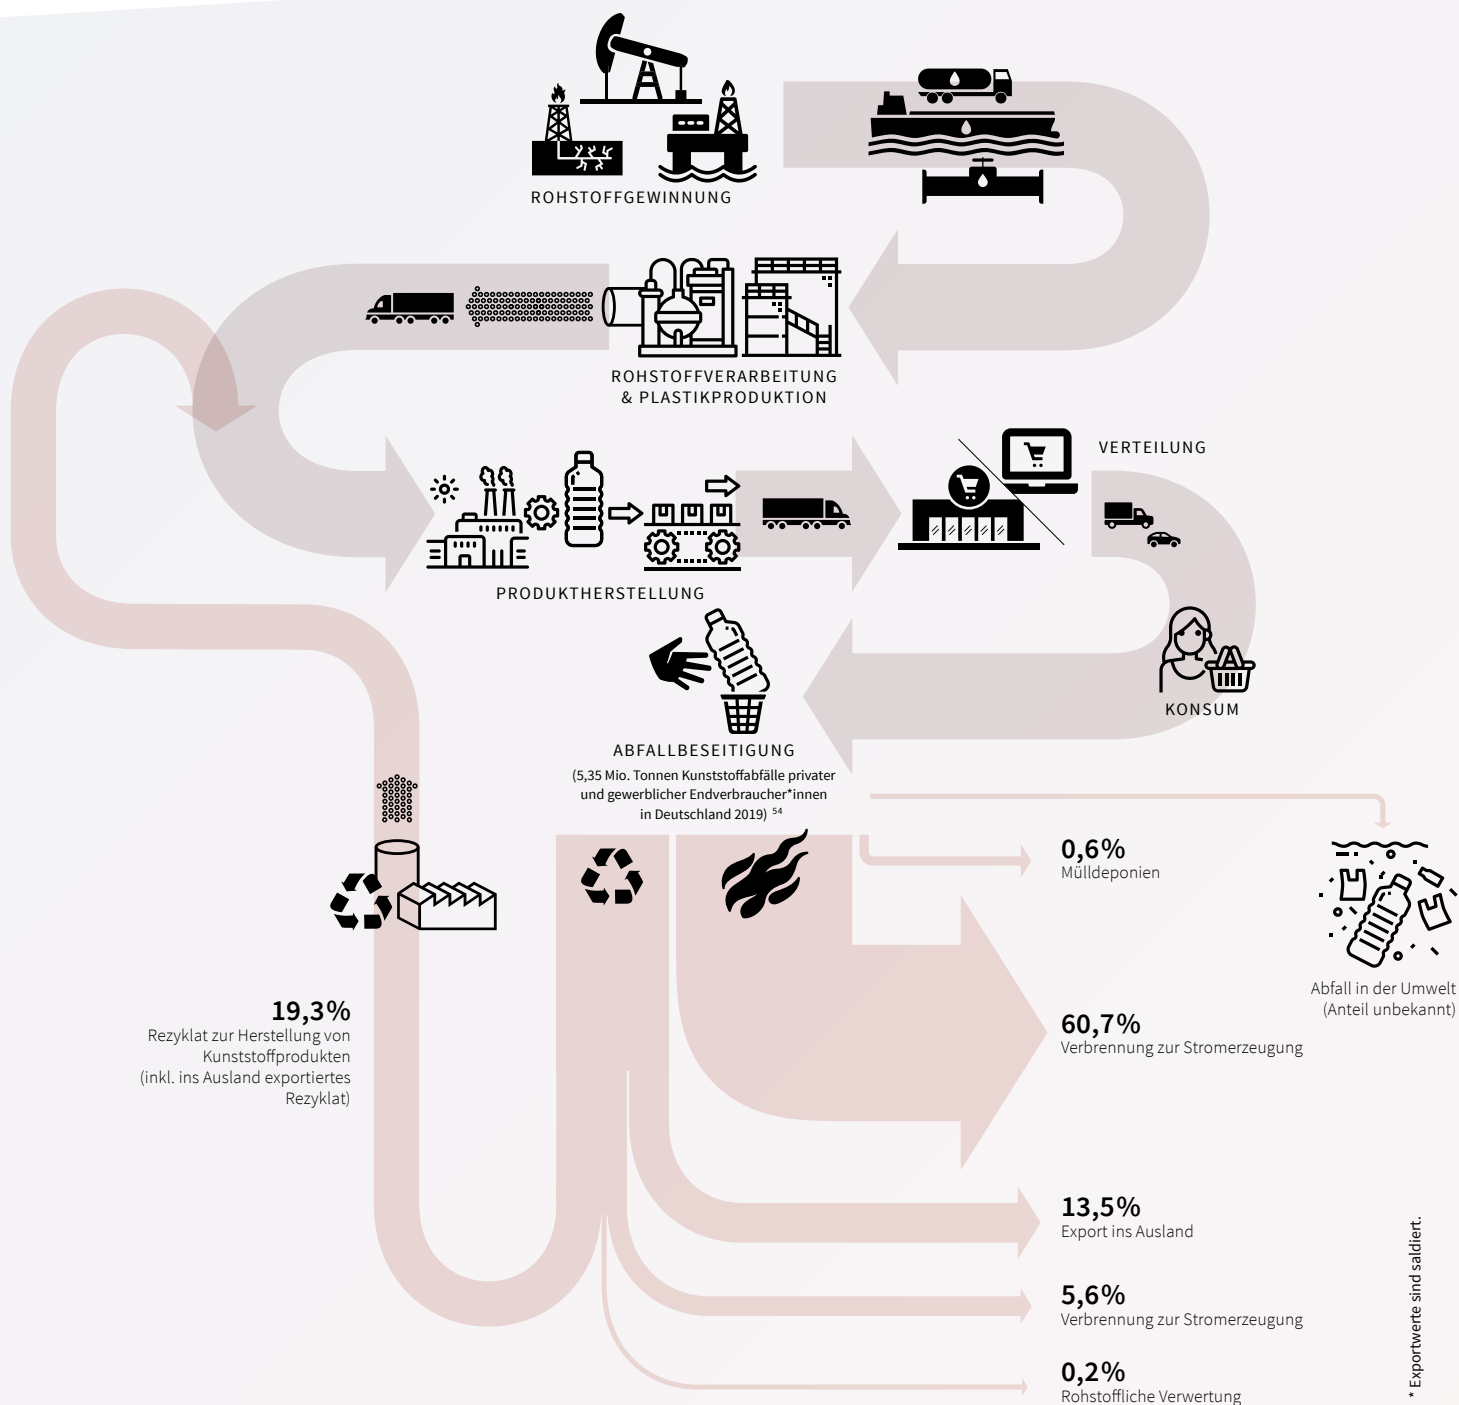 ROHSTOFFGEWINNUNG
ROHSTOFFVERARBEITUNG
& PLASTIKPRODUKTION
VERTEILUNG
PRODUKTHERSTELLUNG
KONSUM
ABFALLBESEITIGUNG
(5,35 Mio. Tonnen Kunststoffabfälle privater
und gewerblicher Endverbraucher*innen
in Deutschland 2019) 54
0,6%
Mülldeponien
Abfall in der Umwelt
(Anteil unbekannt)
19,3%
Rezyklat zur Herstellung von
Kunststoffprodukten
(inkl. ins Ausland exportiertes
Rezyklat)
60,7%
Verbrennung zur Stromerzeugung
13,5%
Export ins Ausland
5,6%
Verbrennung zur Stromerzeugung
0,2%
Rohstoffliche Verwertung
* Exportwerte sind saldiert.